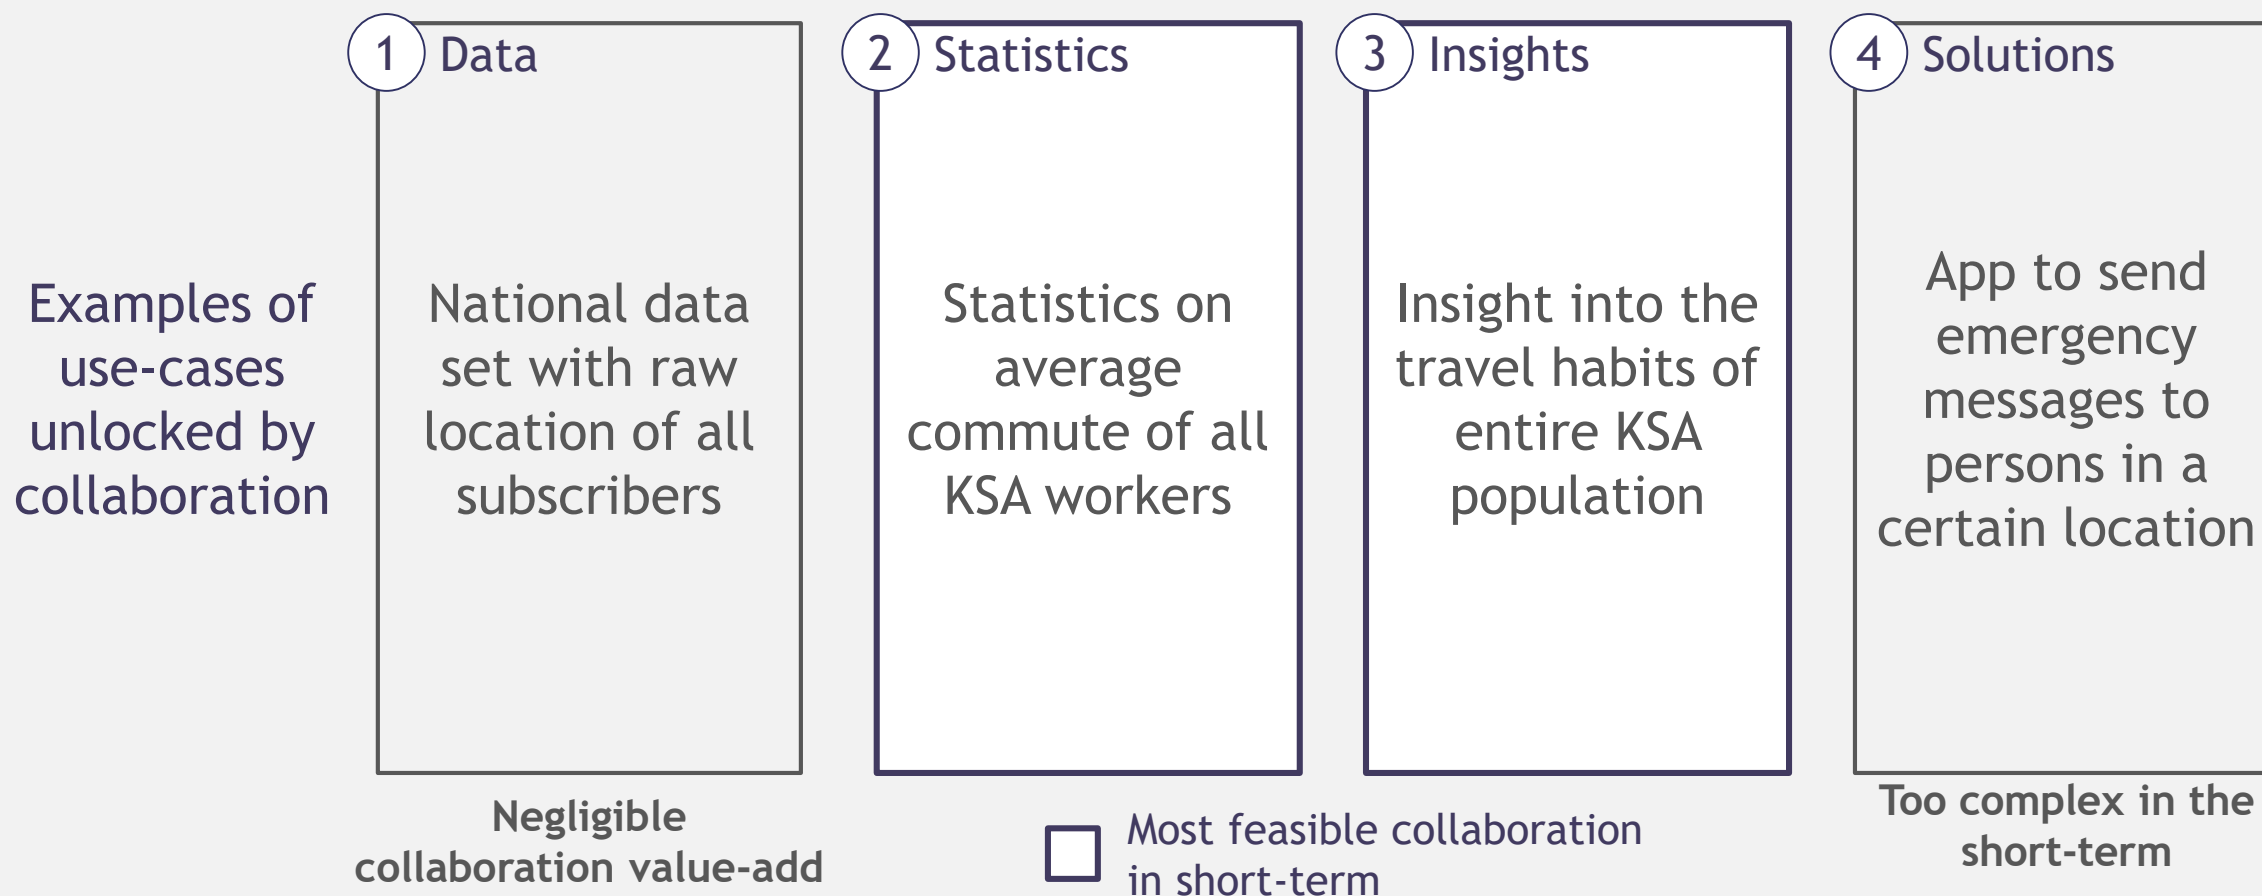 1 Data
2 Statistics
3 Insights
4 Solutions
Examples of
use-cases
unlocked by
collaboration
National data
set with raw
location of all
subscribers
Statistics on
average
commute of all
KSA workers
Insight into the
travel habits of
entire KSA
population
App to send
emergency
messages to
persons in a
certain location
Negligible
collaboration value-add
Most feasible collaboration
in short-term
Too complex in the
short-term